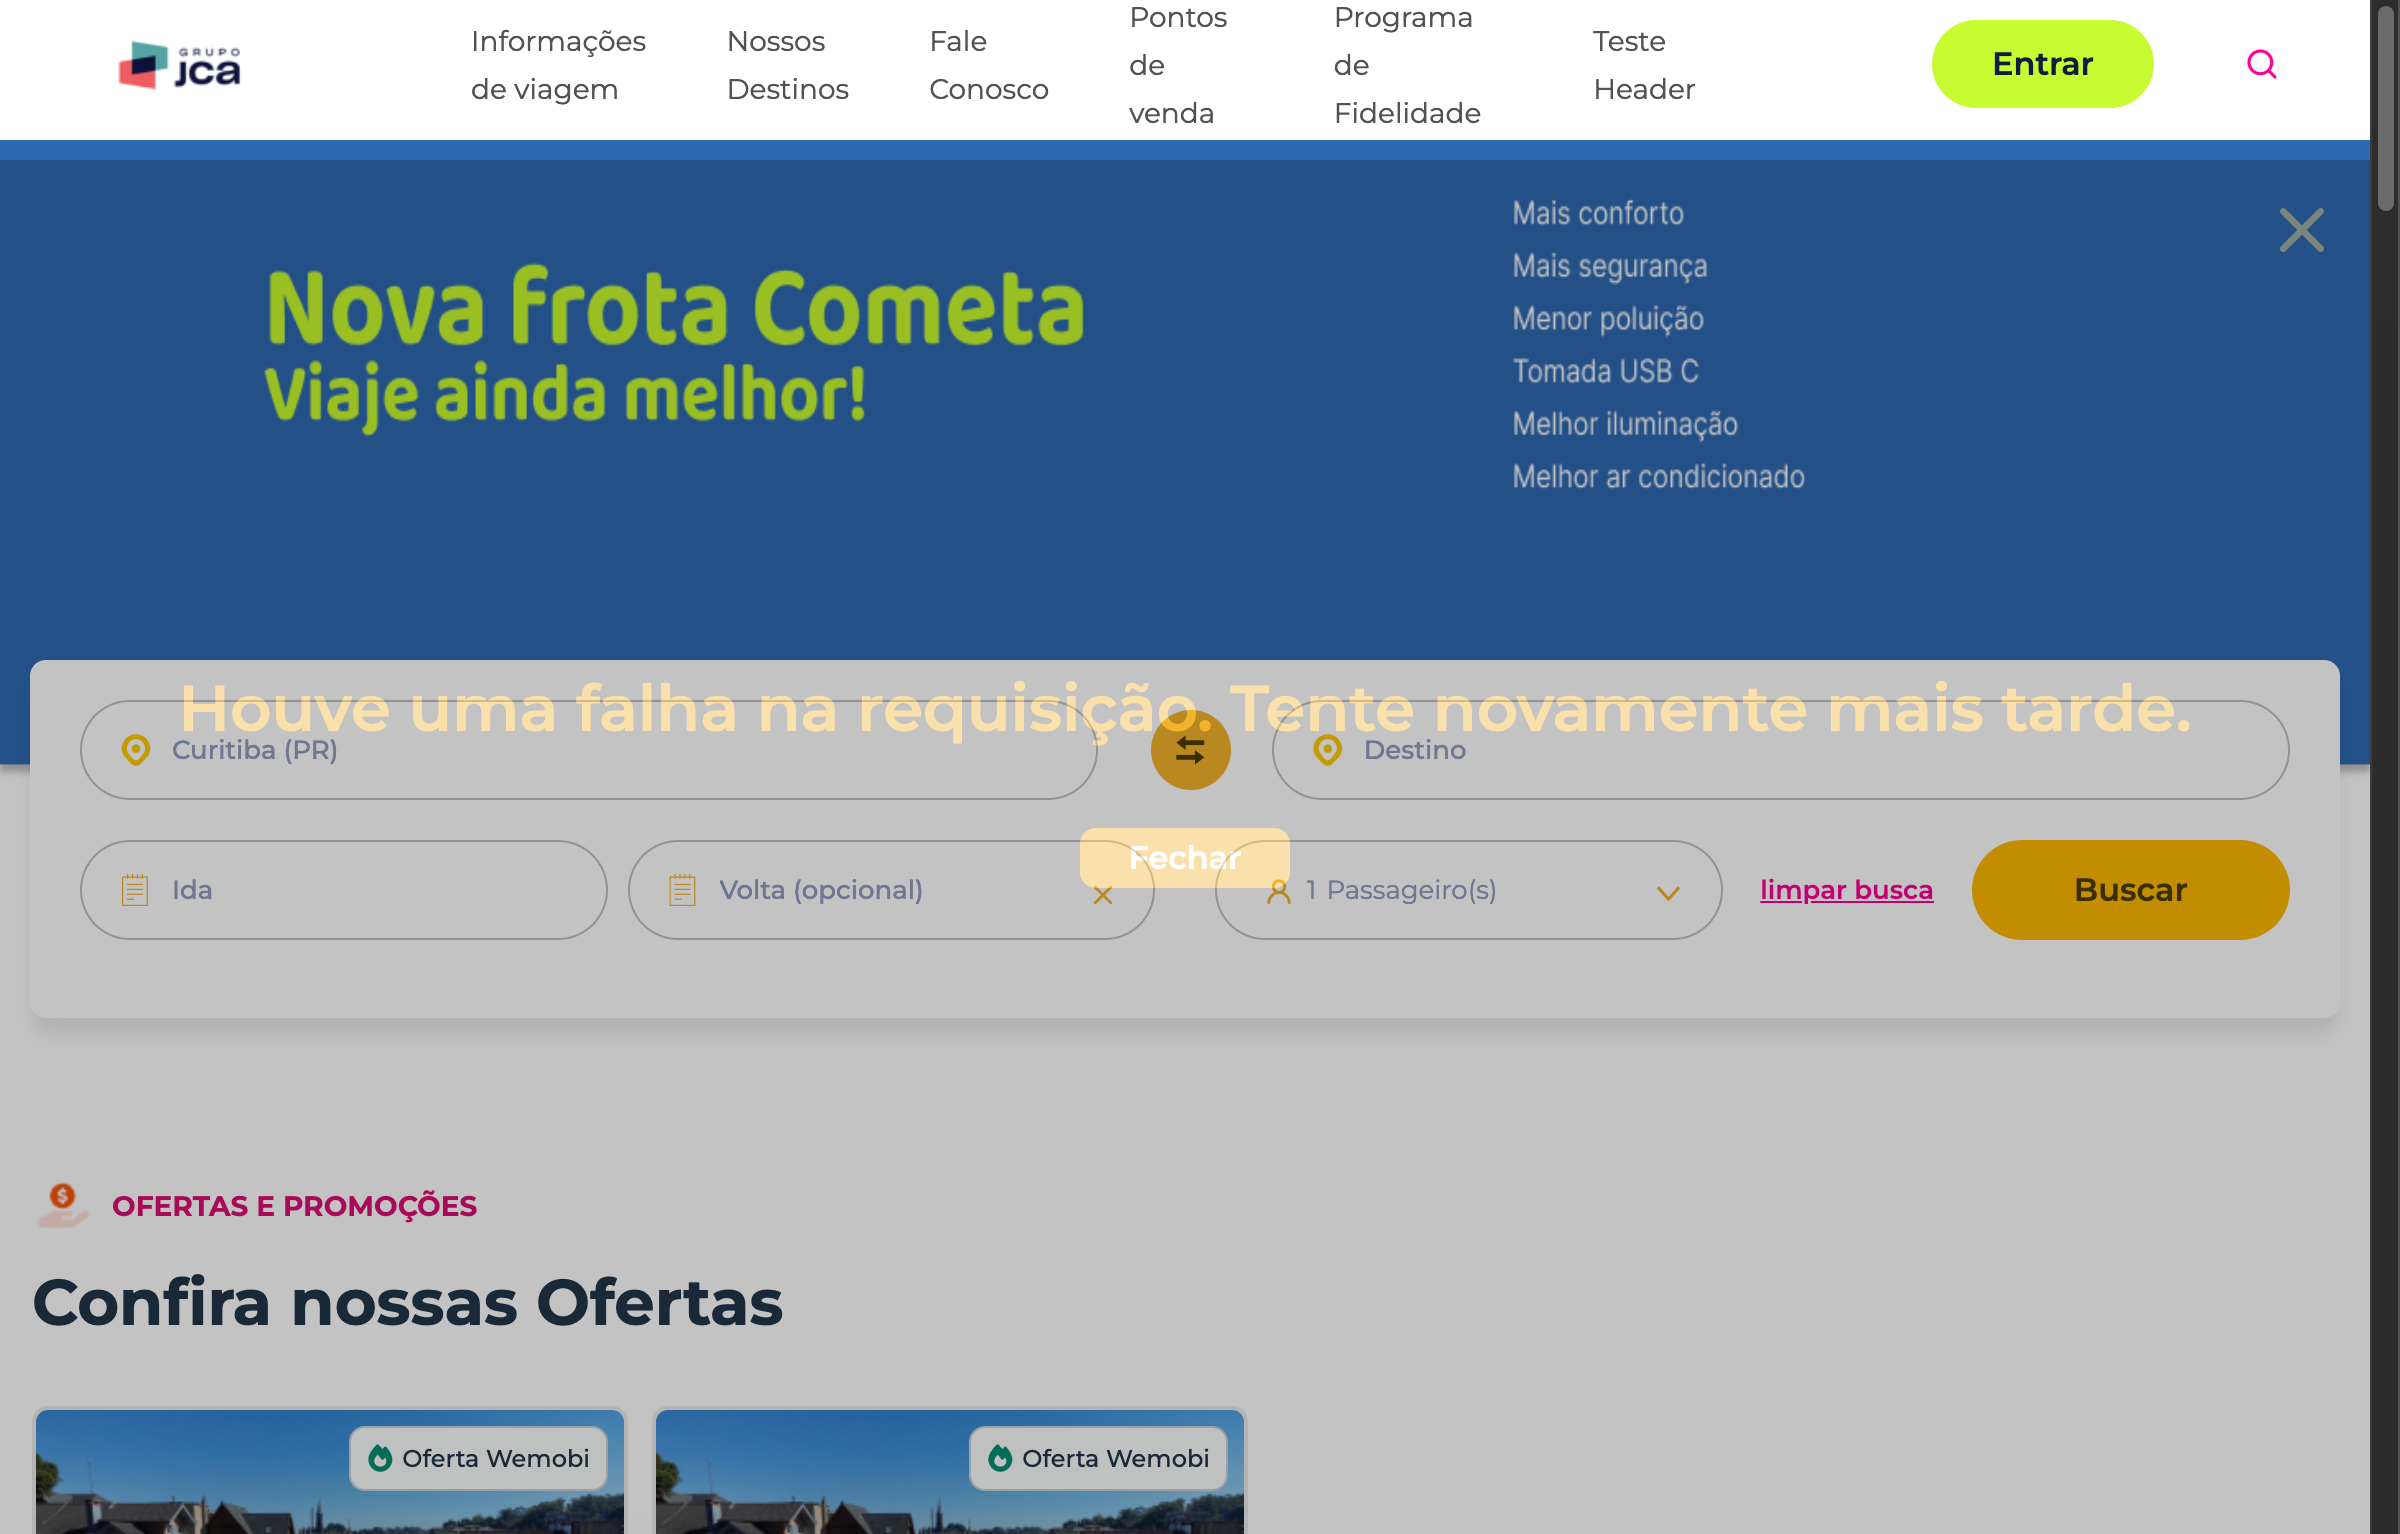 GRUPO
jca
Informações
de viagem
Nossos
Destinos
Fale
Conosco
Pontos
de
venda
Programa
de
Fidelidade
Teste
Header
Entrar
Nova frota Cometa
Viaje ainda melhor!
Mais conforto
Mais segurança
Menor poluição
Tomada USB C
Melhor iluminação
Melhor ar condicionado
Houve uma falha na requisição. Tente novamente mais tarde.
Curitiba (PR)
Destino
Fechar
Ida
Volta (opcional)
1 Passageiro(s)
limpar busca
Buscar
OFERTAS E PROMOÇÕES
Confira nossas Ofertas
Oferta Wemobi
Oferta Wemobi